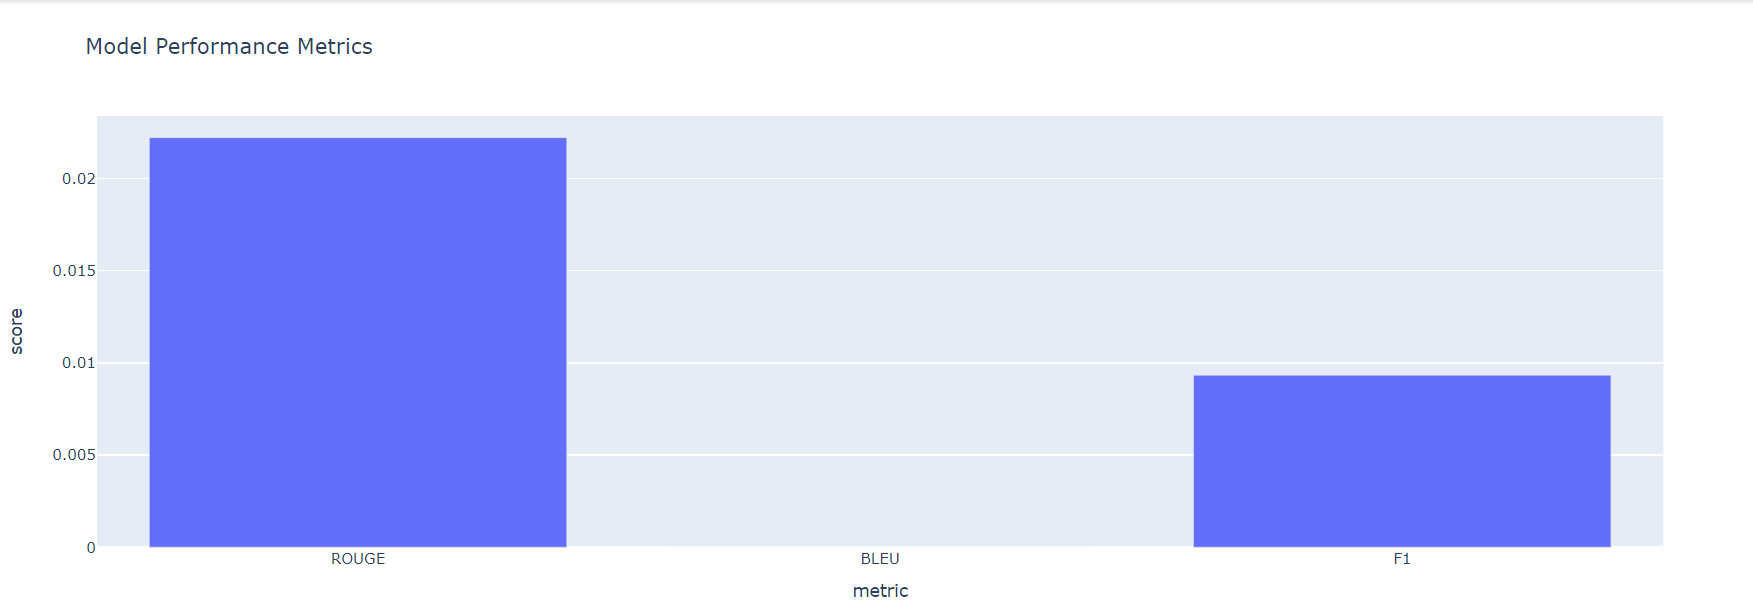 Model Performance Metrics
0.02
0.015
0.01
0.005
0
score
ROUGE BLEU F1
metric